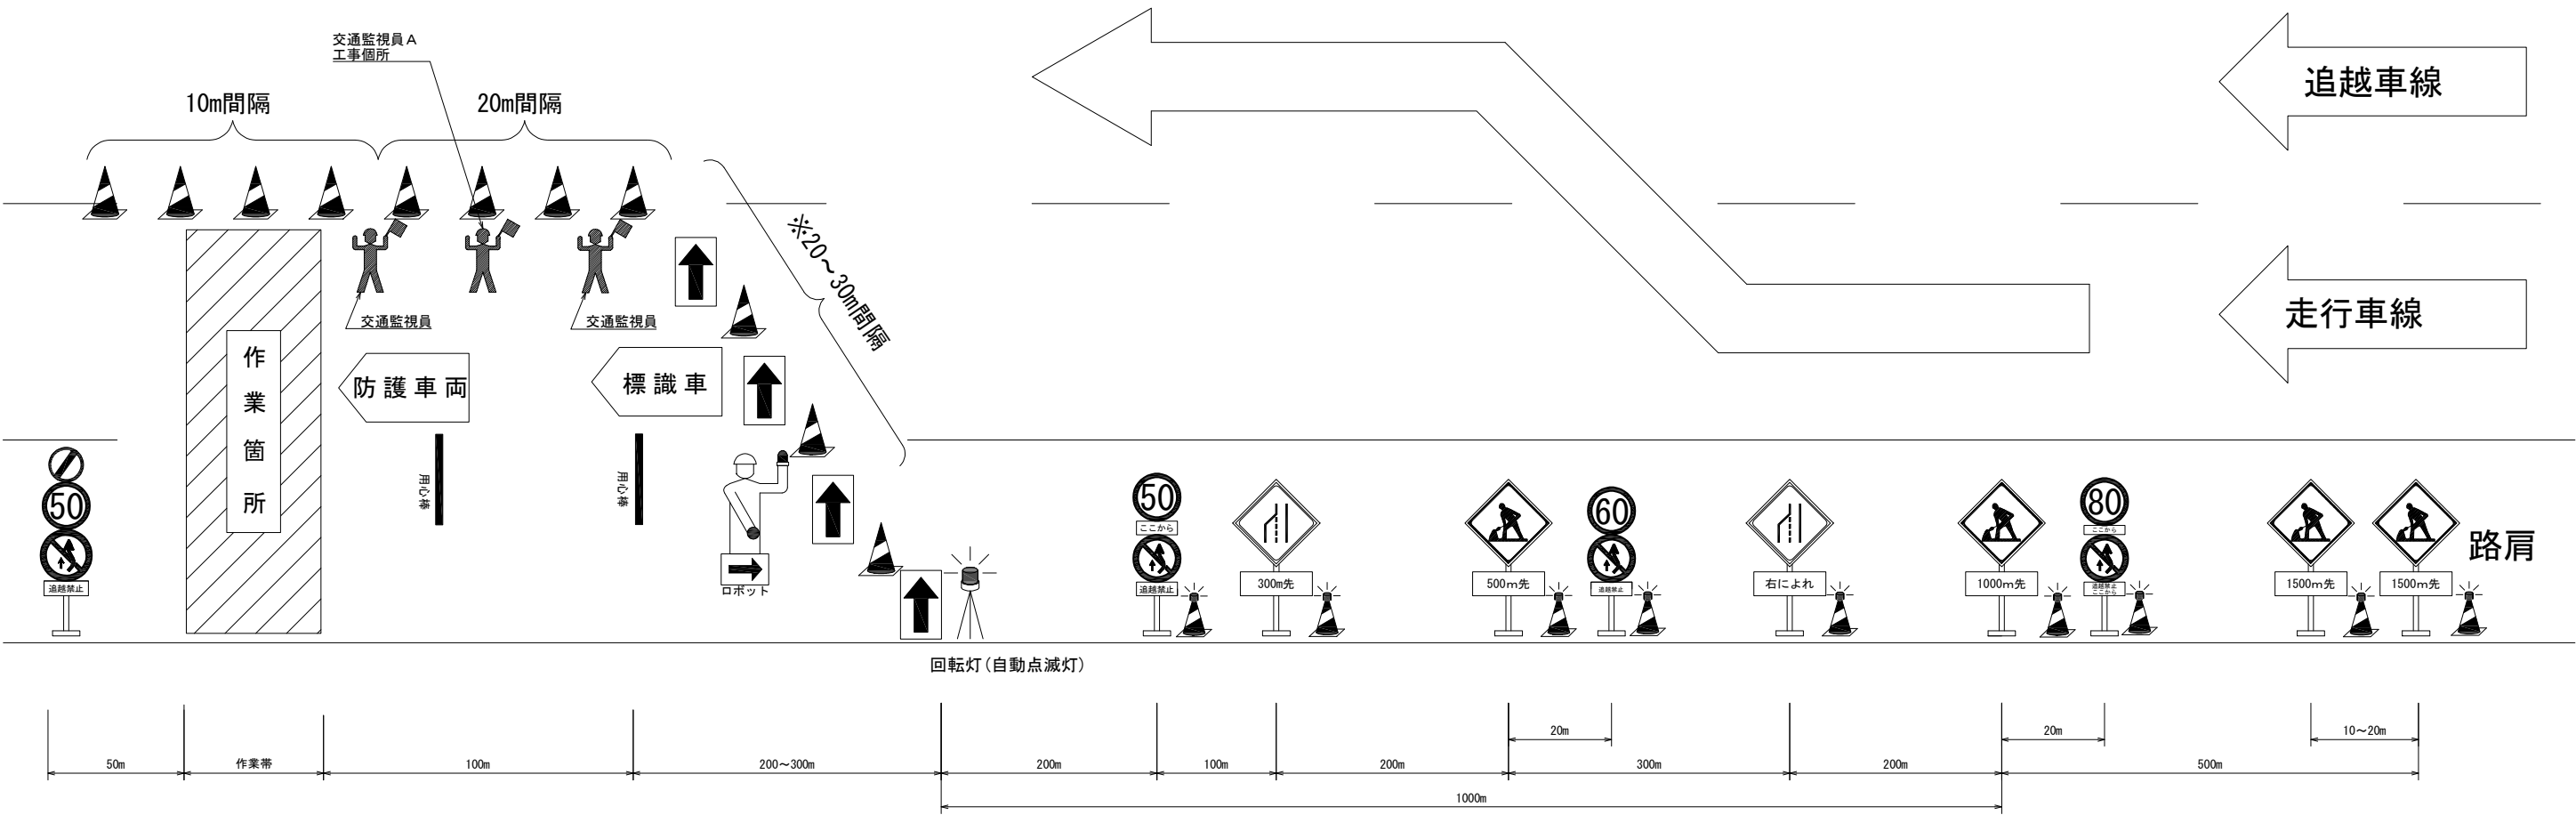 交通監視員A
工事個所
10m間隔
20m間隔
※20～30m間隔
追越車線
走行車線
交通監視員
交通監視員
作業箇所
防護車両
標識車
用心棒
用心棒
ロボット
路肩
50
追越禁止
50
ここから
追越禁止
300m先
500m先
60
追越禁止
右によれ
1000m先
80
ここから
追越禁止
ここから
1500m先
1500m先
回転灯(自動点滅灯)
20m
20m
10～20m
50m
作業帯
100m
200～300m
200m
100m
200m
300m
200m
500m
1000m